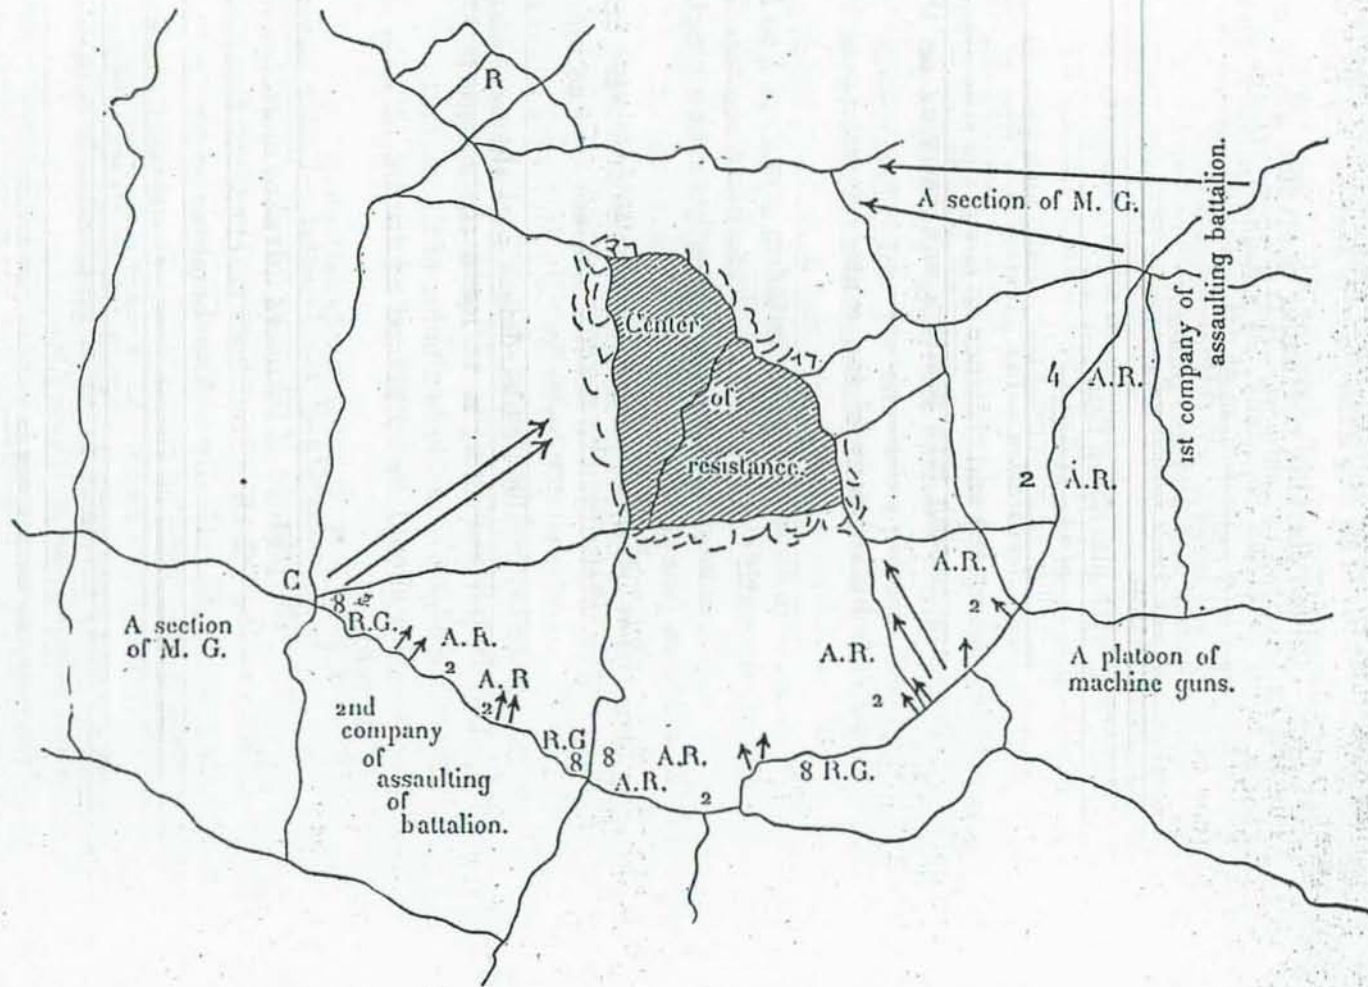 R
A section of M. G.
1st company of
assaulting battalion.
Center
of
resistance.
4 A.R.
2 A.R.
A.R.
2
C
8
R.G.
A section
of M. G.
A.R.
2
A.R
2
A.R.
2
A platoon of
machine guns.
2nd
company
of
assaulting
of
battalion.
R.G
8
8
A.R.
A.R.
2
8 R.G.